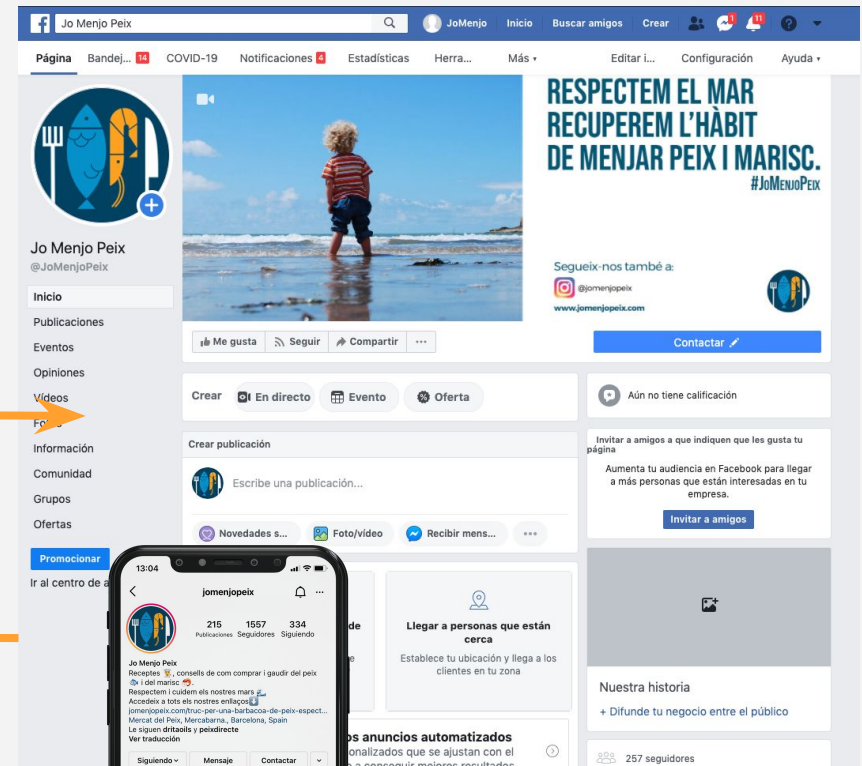 Jo Menjo Peix
JoMenjo Inicio Buscar amigos Crear 1 11
Página Bandej... 14 COVID-19 Notificaciones 4 Estadísticas Herra... Más Editar i... Configuración Ayuda
RESPECTEM EL MAR
RECUPEREM L'HÀBIT
DE MENJAR PEIX I MARISC.
#JoMenjoPeix
Segueix-nos també a:
@jomenjopeix
www.jomenjopeix.com
Jo Menjo Peix
@JoMenjoPeix
Inicio
Publicaciones
Eventos
Opiniones
Vídeos
Información
Comunidad
Grupos
Ofertas
Promocionar
Ir al centro de a
Me gusta Seguir Compartir ...
Contactar
Crear En directo Evento Oferta
Crear publicación
Escribe una publicación...
Novedades s... Foto/vídeo Recibir mens... ...
de
Llegar a personas que están
cerca
Establece tu ubicación y llega a los
clientes en tu zona
os anuncios automatizados
onalizados que se ajustan con el
a conseguir mejores resultados
Aún no tiene calificación
Invitar a amigos a que indiquen que les gusta tu
página
Aumenta tu audiencia en Facebook para llegar
a más personas que están interesadas en tu
empresa.
Invitar a amigos
Nuestra historia
+ Difunde tu negocio entre el público
257 seguidores
13:04
jomenjopeix
215 1557 334
Publicaciones Seguidores Siguiendo
Jo Menjo Peix
Receptes, consells de com comprar i gaudir del peix
i del marisc.
Respectem i cuidem els nostres mars
Accedeix a tots els nostres enllaços
jomenjopeix.com/truc-per-una-barbacoa-de-peix-espect...
Mercat del Peix, Mercabarna., Barcelona, Spain
Le siguen dritaoils y peixdirecte
Ver traducción
Siguiendo Mensaje Contactar